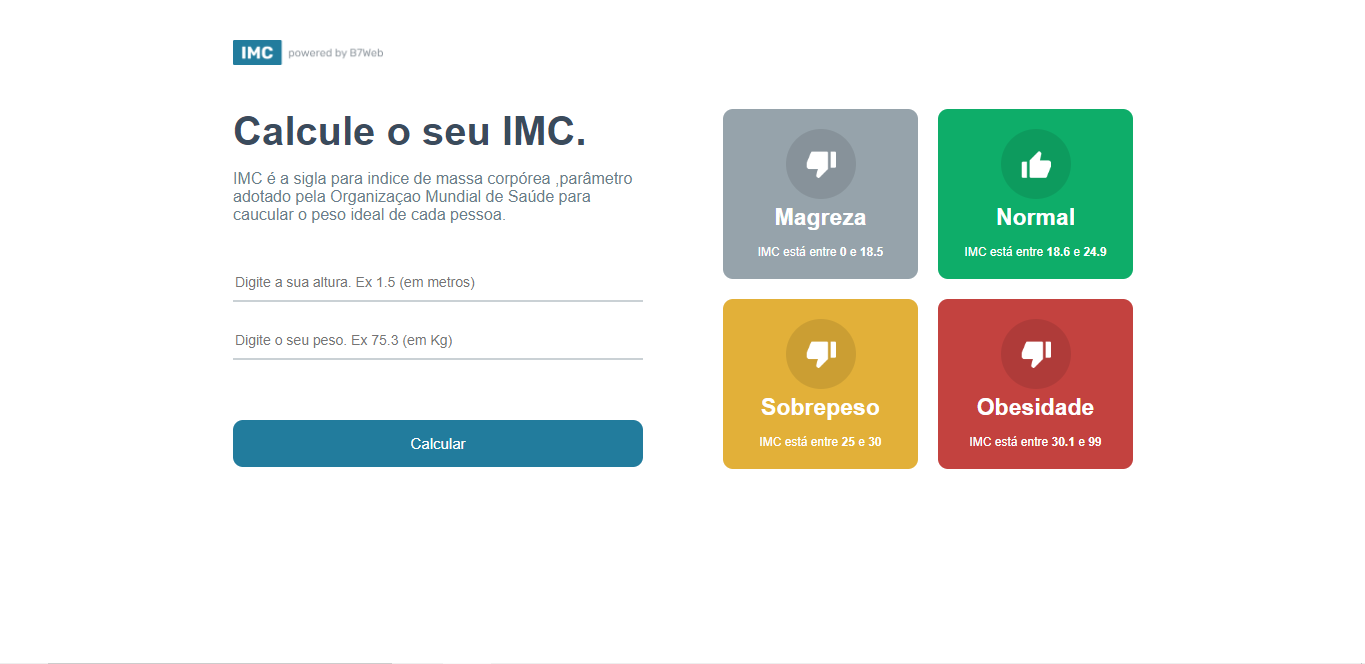 IMC powered by B7Web
Calcule o seu IMC.
IMC é a sigla para indice de massa corpórea ,parâmetro
adotado pela Organizaçao Mundial de Saúde para
caucular o peso ideal de cada pessoa.
Digite a sua altura. Ex 1.5 (em metros)
Digite o seu peso. Ex 75.3 (em Kg)
Calcular
Magreza
IMC está entre 0 e 18.5
Normal
IMC está entre 18.6 e 24.9
Sobrepeso
IMC está entre 25 e 30
Obesidade
IMC está entre 30.1 e 99